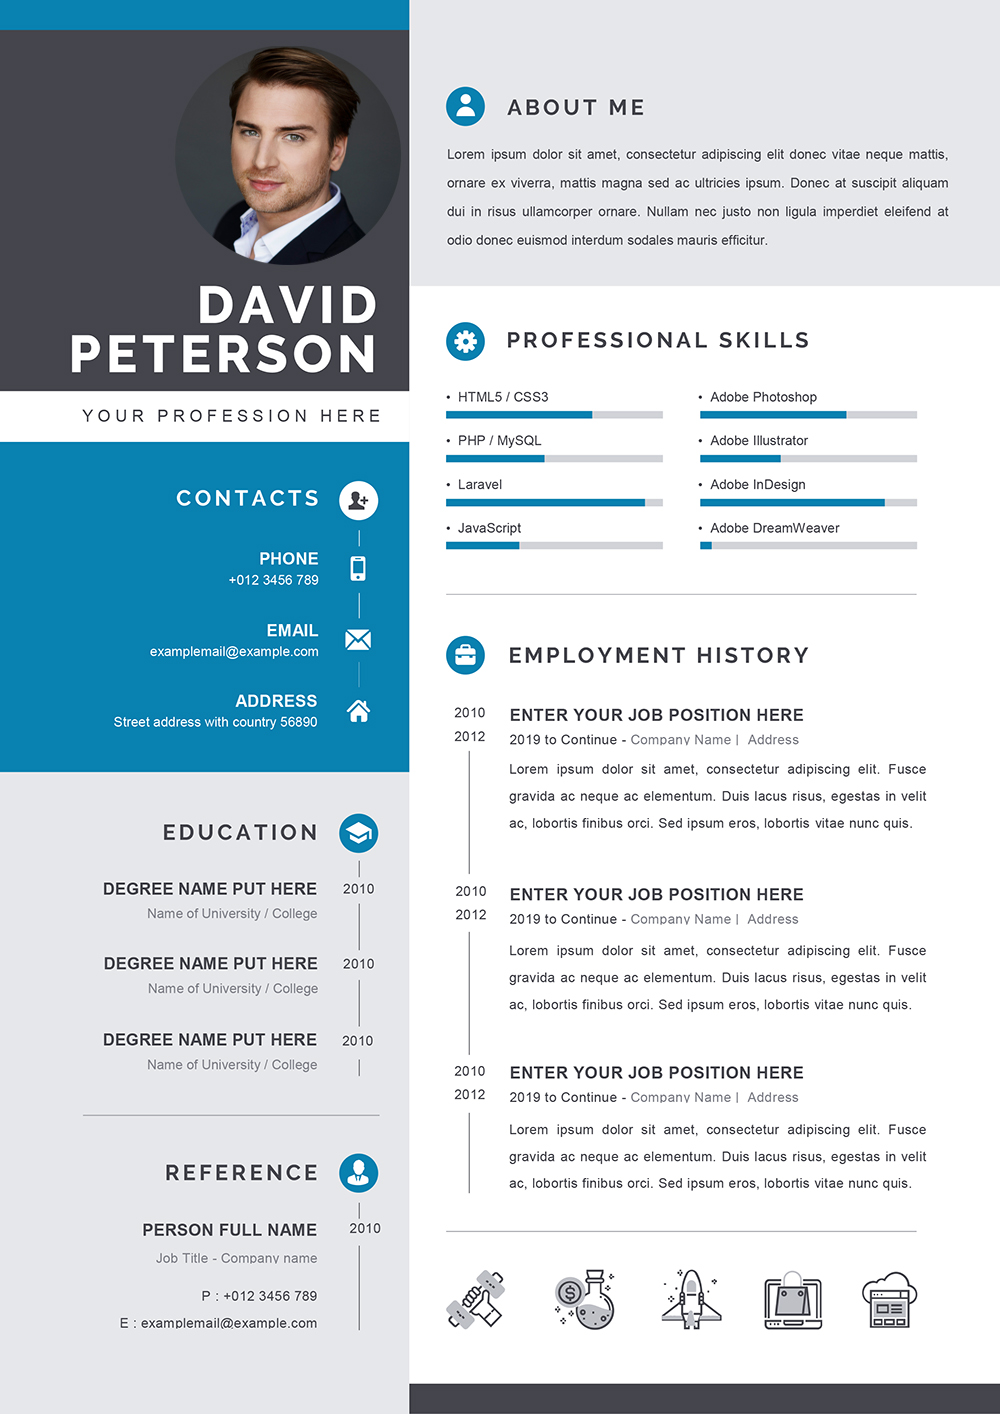 DAVID
PETERSON
YOUR PROFESSION HERE
CONTACTS
PHONE
+012 3456 789
EMAIL
examplemail@example.com
ADDRESS
Street address with country 56890
EDUCATION
DEGREE NAME PUT HERE 2010
Name of University / College
DEGREE NAME PUT HERE 2010
Name of University / College
DEGREE NAME PUT HERE 2010
Name of University / College
REFERENCE
PERSON FULL NAME 2010
Job Title - Company name
P : +012 3456 789
E : examplemail@example.com
ABOUT ME
Lorem ipsum dolor sit amet, consectetur adipiscing elit donec vitae neque mattis,
ornare ex viverra, mattis magna sed ac ultricies ipsum. Donec at suscipit aliquam
dui in risus ullamcorper ornare. Nullam nec justo non ligula imperdiet eleifend at
odio donec euismod interdum sodales mauris efficitur.
PROFESSIONAL SKILLS
• HTML5 / CSS3
• PHP / MySQL
• Laravel
• JavaScript
• Adobe Photoshop
• Adobe Illustrator
• Adobe InDesign
• Adobe DreamWeaver
EMPLOYMENT HISTORY
2010 ENTER YOUR JOB POSITION HERE
2012 2019 to Continue - Company Name | Address
Lorem ipsum dolor sit amet, consectetur adipiscing elit. Fusce
gravida ac neque ac elementum. Duis lacus risus, egestas in velit
ac, lobortis finibus orci. Sed ipsum eros, lobortis vitae nunc quis.
2010 ENTER YOUR JOB POSITION HERE
2012 2019 to Continue - Company Name | Address
Lorem ipsum dolor sit amet, consectetur adipiscing elit. Fusce
gravida ac neque ac elementum. Duis lacus risus, egestas in velit
ac, lobortis finibus orci. Sed ipsum eros, lobortis vitae nunc quis.
2010 ENTER YOUR JOB POSITION HERE
2012 2019 to Continue - Company Name | Address
Lorem ipsum dolor sit amet, consectetur adipiscing elit. Fusce
gravida ac neque ac elementum. Duis lacus risus, egestas in velit
ac, lobortis finibus orci. Sed ipsum eros, lobortis vitae nunc quis.
$